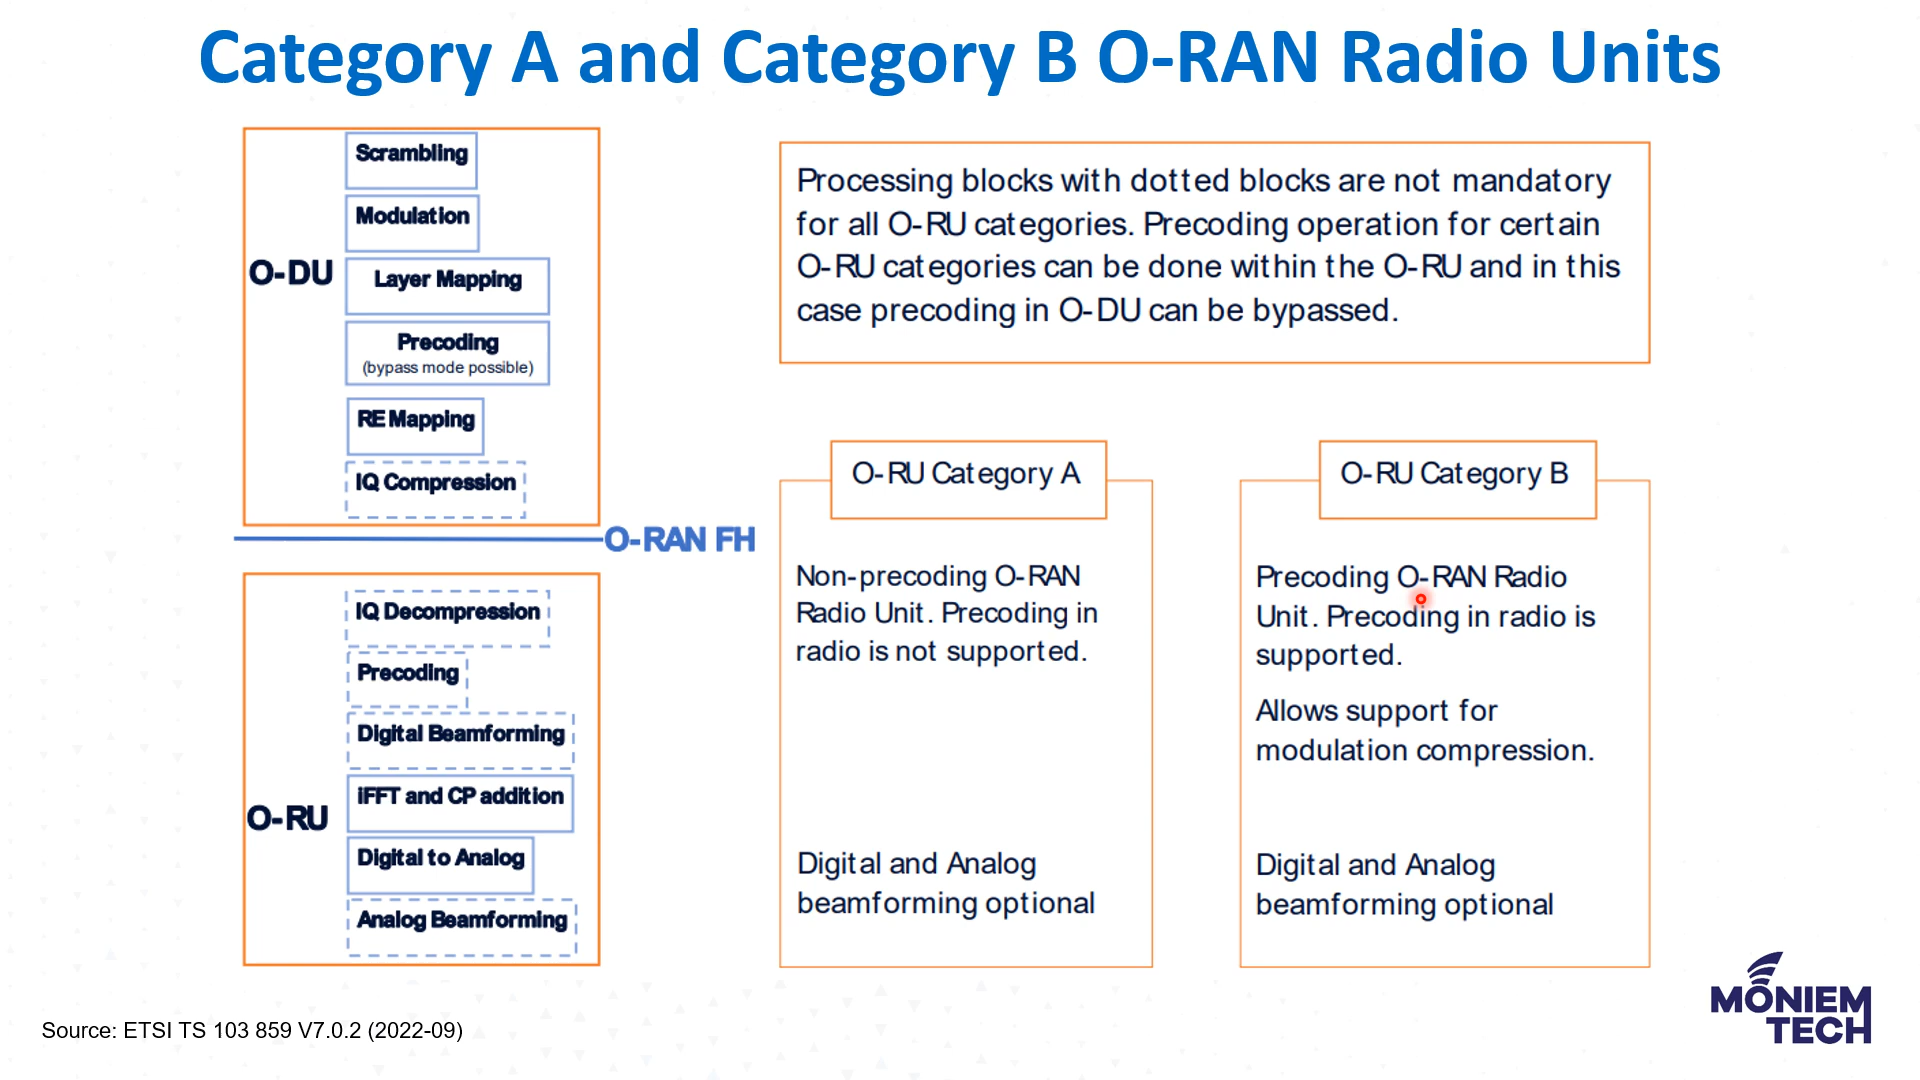 Category A and Category B O-RAN Radio Units
O-DU
Scrambling
Modulation
Layer Mapping
Precoding
(bypass mode possible)
RE Mapping
IQ Compression
O-RAN FH
O-RU
IQ Decompression
Precoding
Digital Beamforming
iFFT and CP addition
Digital to Analog
Analog Beamforming
Processing blocks with dotted blocks are not mandatory
for all O-RU categories. Precoding operation for certain
O-RU categories can be done within the O-RU and in this
case precoding in O-DU can be bypassed.
O-RU Category A
Non-precoding O-RAN
Radio Unit. Precoding in
radio is not supported.
Digital and Analog
beamforming optional
O-RU Category B
Precoding O-RAN Radio
Unit. Precoding in radio is
supported.
Allows support for
modulation compression.
Digital and Analog
beamforming optional
Source: ETSI TS 103 859 V7.0.2 (2022-09)
MONIEM
TECH